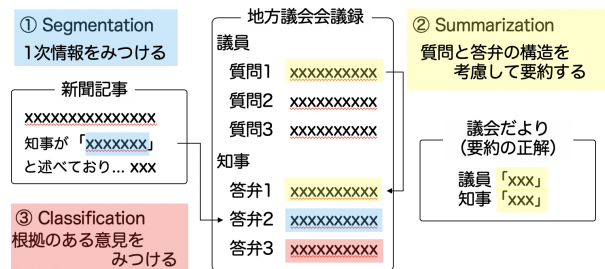 ① Segmentation
1次情報をみつける
新聞記事
xxxxxxxxxxxxxxx
知事が「xxxxxxx」
と述べており... xxx
③ Classification
根拠のある意見を
みつける
地方議会会議録
議員
質問1 xxxxxxxxxx
質問2 xxxxxxxxxx
質問3 xxxxxxxxxx
知事
答弁1 xxxxxxxxxx
答弁2 xxxxxxxxxx
答弁3 xxxxxxxxxx
② Summarization
質問と答弁の構造を
考慮して要約する
議会だより
（要約の正解）
議員「xxx」
知事「xxx」